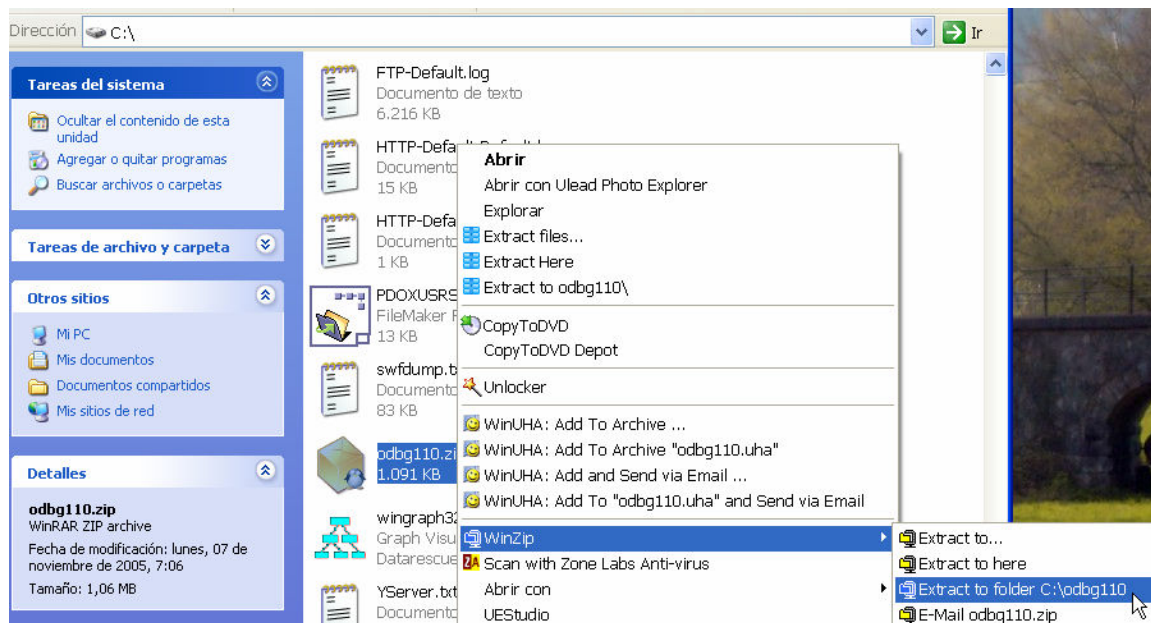 Dirección C:\ Ir
Tareas del sistema
Ocultar el contenido de esta
unidad
Agregar o quitar programas
Buscar archivos o carpetas
Tareas de archivo y carpeta
Otros sitios
Mi PC
Mis documentos
Documentos compartidos
Mis sitios de red
Detalles
odbg110.zip
WinRAR ZIP archive
Fecha de modificación: lunes, 07 de
noviembre de 2005, 7:06
Tamaño: 1,06 MB
FTP-Default.log
Documento de texto
6.216 KB
HTTP-Defa
Documento
15 KB
HTTP-Defa
Documento
1 KB
PDOXUSRS
FileMaker
13 KB
swfdump.t
Documento
83 KB
odbg110.zi
1.091 KB
wingraph32
Graph Visu
Datarescue
YServer.txt
Documento
Abrir
Abrir con Ulead Photo Explorer
Explorar
Extract files...
Extract Here
Extract to odbg110\
CopyToDVD
CopyToDVD Depot
Unlocker
WinUHA: Add To Archive ...
WinUHA: Add To Archive "odbg110.uha"
WinUHA: Add and Send via Email ...
WinUHA: Add To "odbg110.uha" and Send via Email
WinZip
Scan with Zone Labs Anti-virus
Abrir con
UEStudio
Extract to...
Extract to here
Extract to folder C:\odbg110
E-Mail odbg110.zip